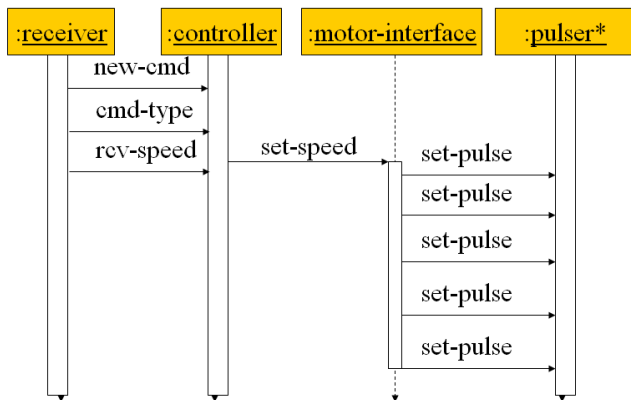 :receiver
:controller
:motor-interface
:pulser*
new-cmd
cmd-type
rcv-speed
set-speed
set-pulse
set-pulse
set-pulse
set-pulse
set-pulse